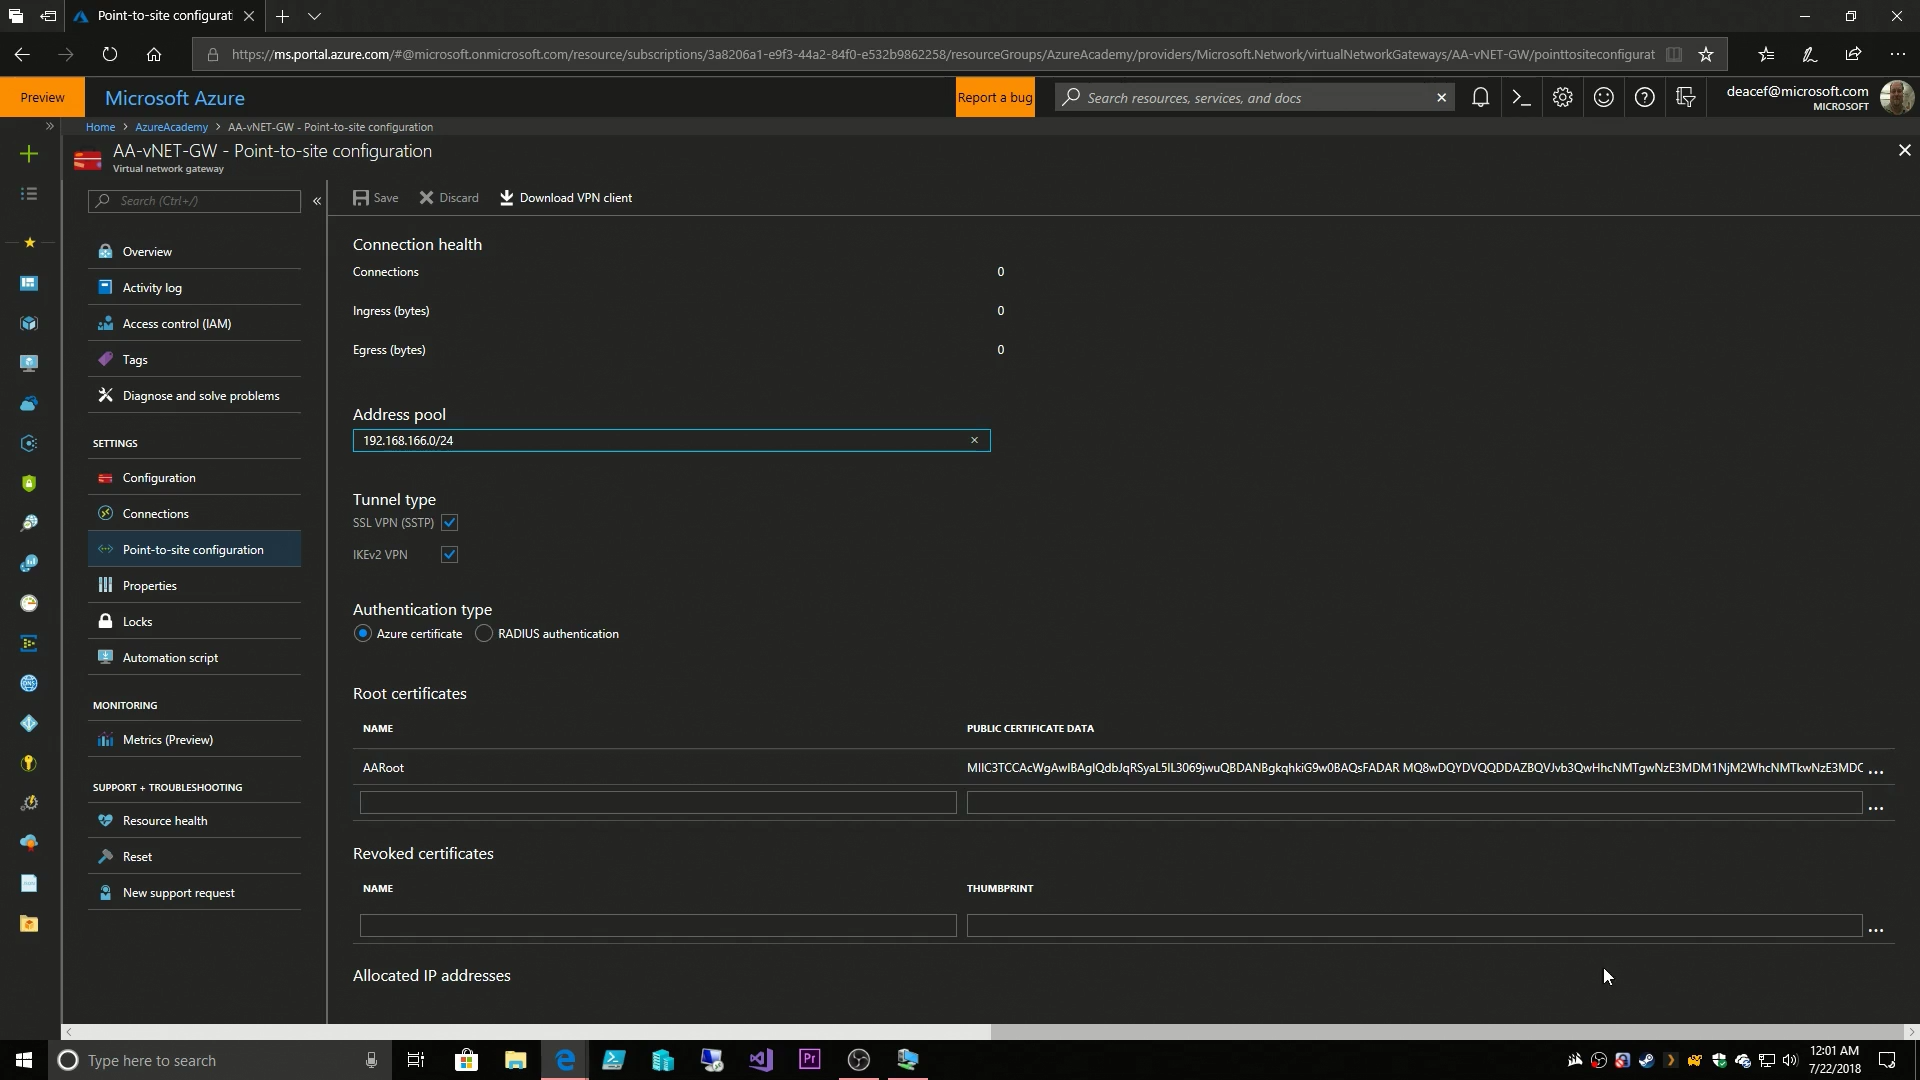 Point-to-site configurati
https://ms.portal.azure.com/#@microsoft.onmicrosoft.com/resource/subscriptions/3a8206a1-e9f3-44a2-84f0-e532b9862258/resourceGroups/AzureAcademy/providers/Microsoft.Network/virtualNetworkGateways/AA-vNET-GW/pointtositeconfigurat
Preview
Microsoft Azure
Report a bug
Search resources, services, and docs
deacef@microsoft.com
MICROSOFT
Home > AzureAcademy > AA-vNET-GW - Point-to-site configuration
AA-vNET-GW - Point-to-site configuration
Virtual network gateway
Search (Ctrl+/)
Overview
Activity log
Access control (IAM)
Tags
Diagnose and solve problems
SETTINGS
Configuration
Connections
Point-to-site configuration
Properties
Locks
Automation script
MONITORING
Metrics (Preview)
SUPPORT + TROUBLESHOOTING
Resource health
Reset
New support request
Save Discard Download VPN client
Connection health
Connections 0
Ingress (bytes) 0
Egress (bytes) 0
Address pool
192.168.166.0/24
Tunnel type
SSL VPN (SSTP)
IKEv2 VPN
Authentication type
Azure certificate RADIUS authentication
Root certificates
NAME PUBLIC CERTIFICATE DATA
AARoot
Revoked certificates
NAME THUMBPRINT
Allocated IP addresses
Type here to search
12:01 AM
7/22/2018